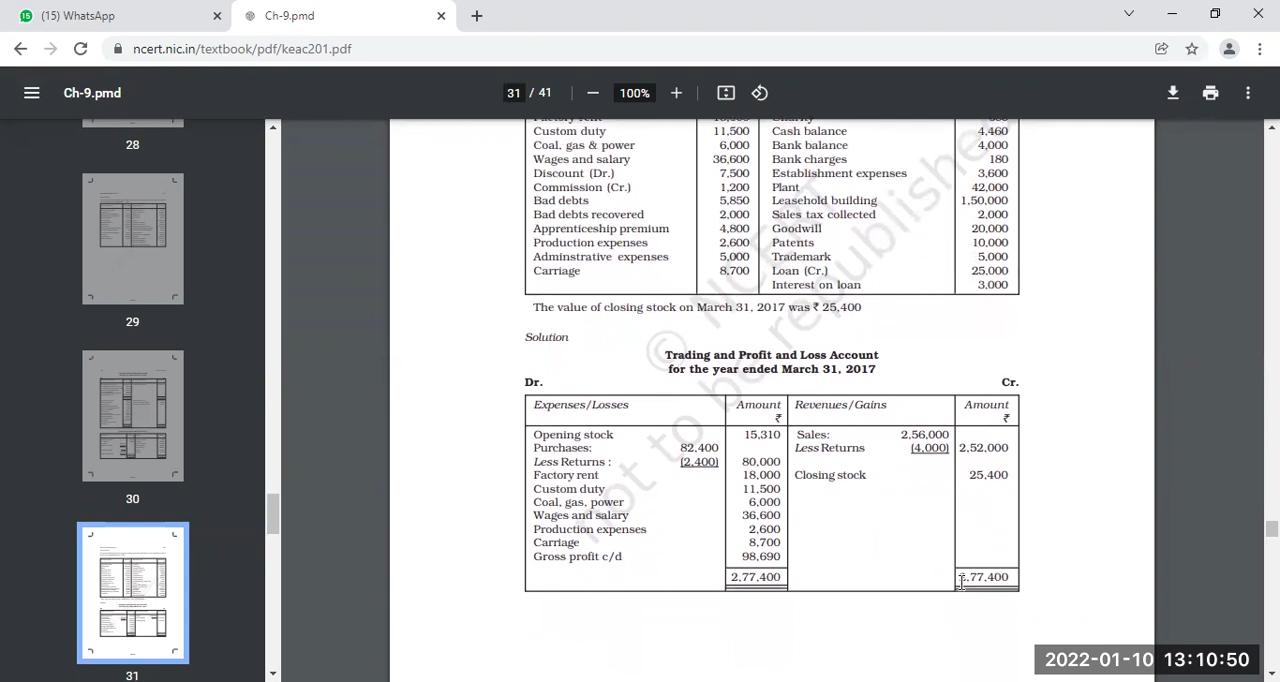 (15) WhatsApp
Ch-9.pmd
ncert.nic.in/textbook/pdf/keac201.pdf
Ch-9.pmd
31 / 41
100%
28
29
30
31
Custom duty 11,500 Cash balance 4,460
Coal, gas & power 6,000 Bank balance 4,000
Wages and salary 36,600 Bank charges 180
Discount (Dr.) 7,500 Establishment expenses 3,600
Commission (Cr.) 1,200 Plant 42,000
Bad debts 5,850 Leasehold building 1,50,000
Bad debts recovered 2,000 Sales tax collected 2,000
Apprenticeship premium 4,800 Goodwill 20,000
Production expenses 2,600 Patents 10,000
Adminstrative expenses 5,000 Trademark 5,000
Carriage 8,700 Loan (Cr.) 25,000
Interest on loan 3,000
The value of closing stock on March 31, 2017 was ₹ 25,400
Solution
Trading and Profit and Loss Account
for the year ended March 31, 2017
Dr. Cr.
Expenses/Losses Amount Revenues/Gains Amount
₹ ₹
Opening stock 15,310 Sales: 2,56,000
Purchases: 82,400 Less Returns (4,000) 2,52,000
Less Returns : (2,400) 80,000
Factory rent 18,000 Closing stock 25,400
Custom duty 11,500
Coal, gas, power 6,000
Wages and salary 36,600
Production expenses 2,600
Carriage 8,700
Gross profit c/d 98,690
2,77,400 2,77,400
© NCERT
not to be republished
2022-01-10 13:10:50